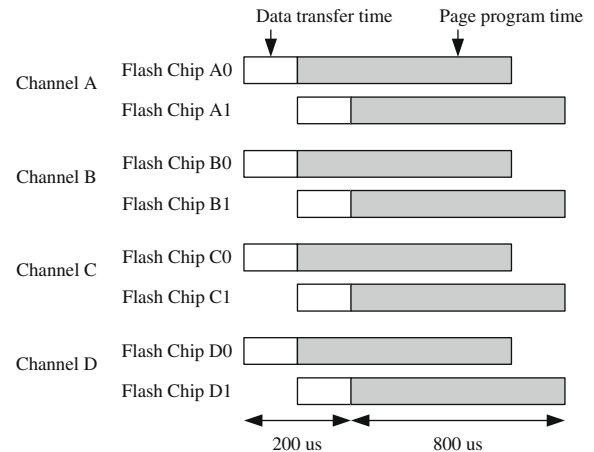 Data transfer time
Page program time
Channel A
Flash Chip A0
Flash Chip A1
Channel B
Flash Chip B0
Flash Chip B1
Channel C
Flash Chip C0
Flash Chip C1
Channel D
Flash Chip D0
Flash Chip D1
200 us
800 us